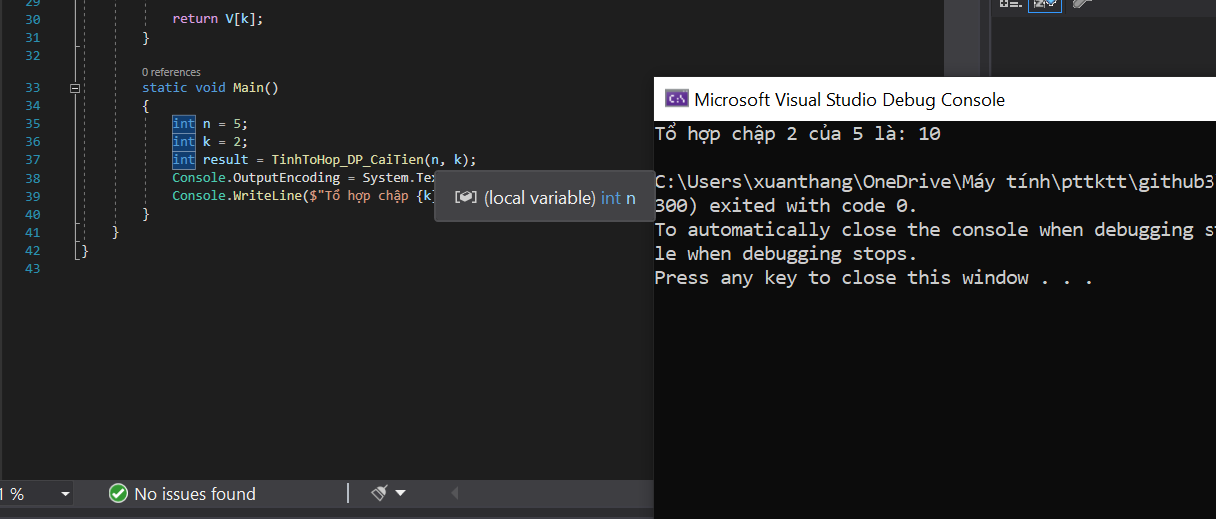 29
30 return V[k];
31 }
32
0 references
33 static void Main()
34 {
35 int n = 5;
36 int k = 2;
37 int result = TinhToHop_DP_CaiTien(n, k);
38 Console.OutputEncoding = System.Tex
39 Console.WriteLine($"Tổ hợp chập {k}
40 }
41 }
42 }
43
(local variable) int n
1 %
No issues found
Microsoft Visual Studio Debug Console
Tổ hợp chập 2 của 5 là: 10
C:\Users\xuanthang\OneDrive\Máy tính\pttktt\github3
300) exited with code 0.
To automatically close the console when debugging st
le when debugging stops.
Press any key to close this window . . .